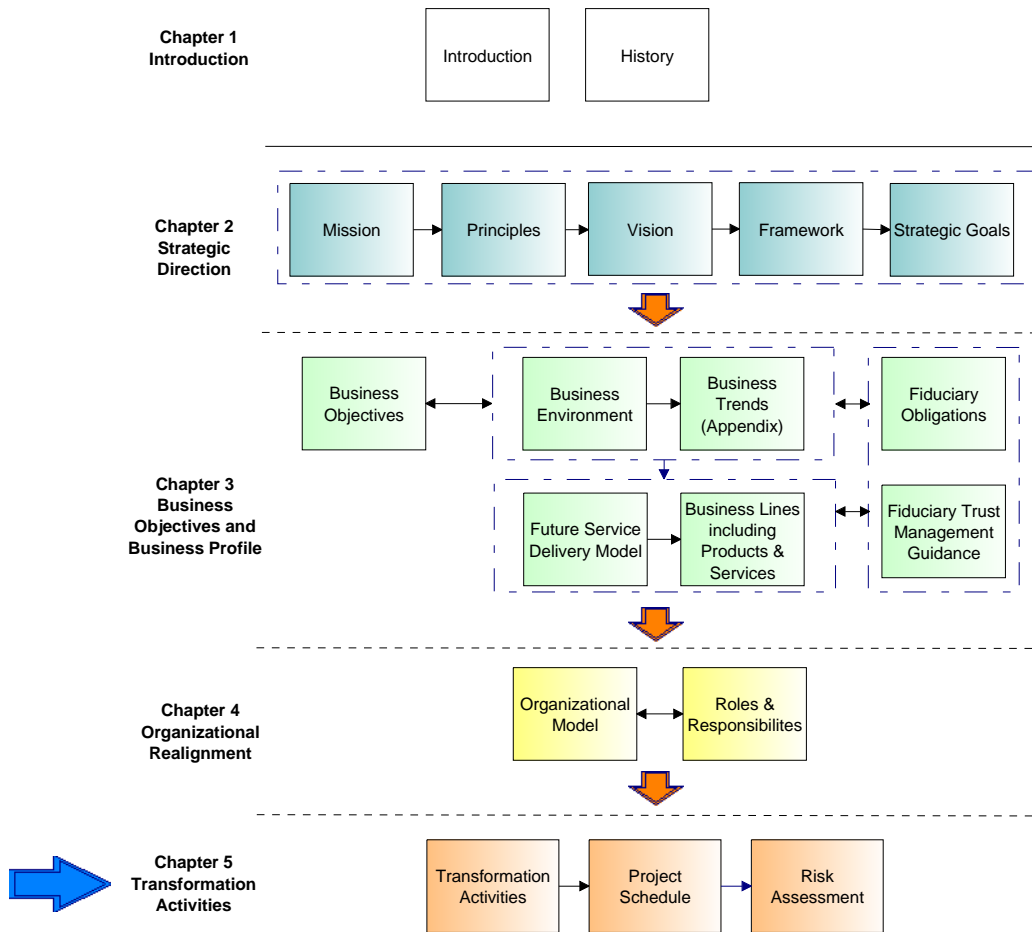 Chapter 1
Introduction
Introduction
History
Chapter 2
Strategic
Direction
Mission
Principles
Vision
Framework
Strategic Goals
Chapter 3
Business
Objectives and
Business Profile
Business
Objectives
Business
Environment
Business
Trends
(Appendix)
Fiduciary
Obligations
Future Service
Delivery Model
Business Lines
including
Products &
Services
Fiduciary Trust
Management
Guidance
Chapter 4
Organizational
Realignment
Organizational
Model
Roles &
Responsibilites
Chapter 5
Transformation
Activities
Transformation
Activities
Project
Schedule
Risk
Assessment